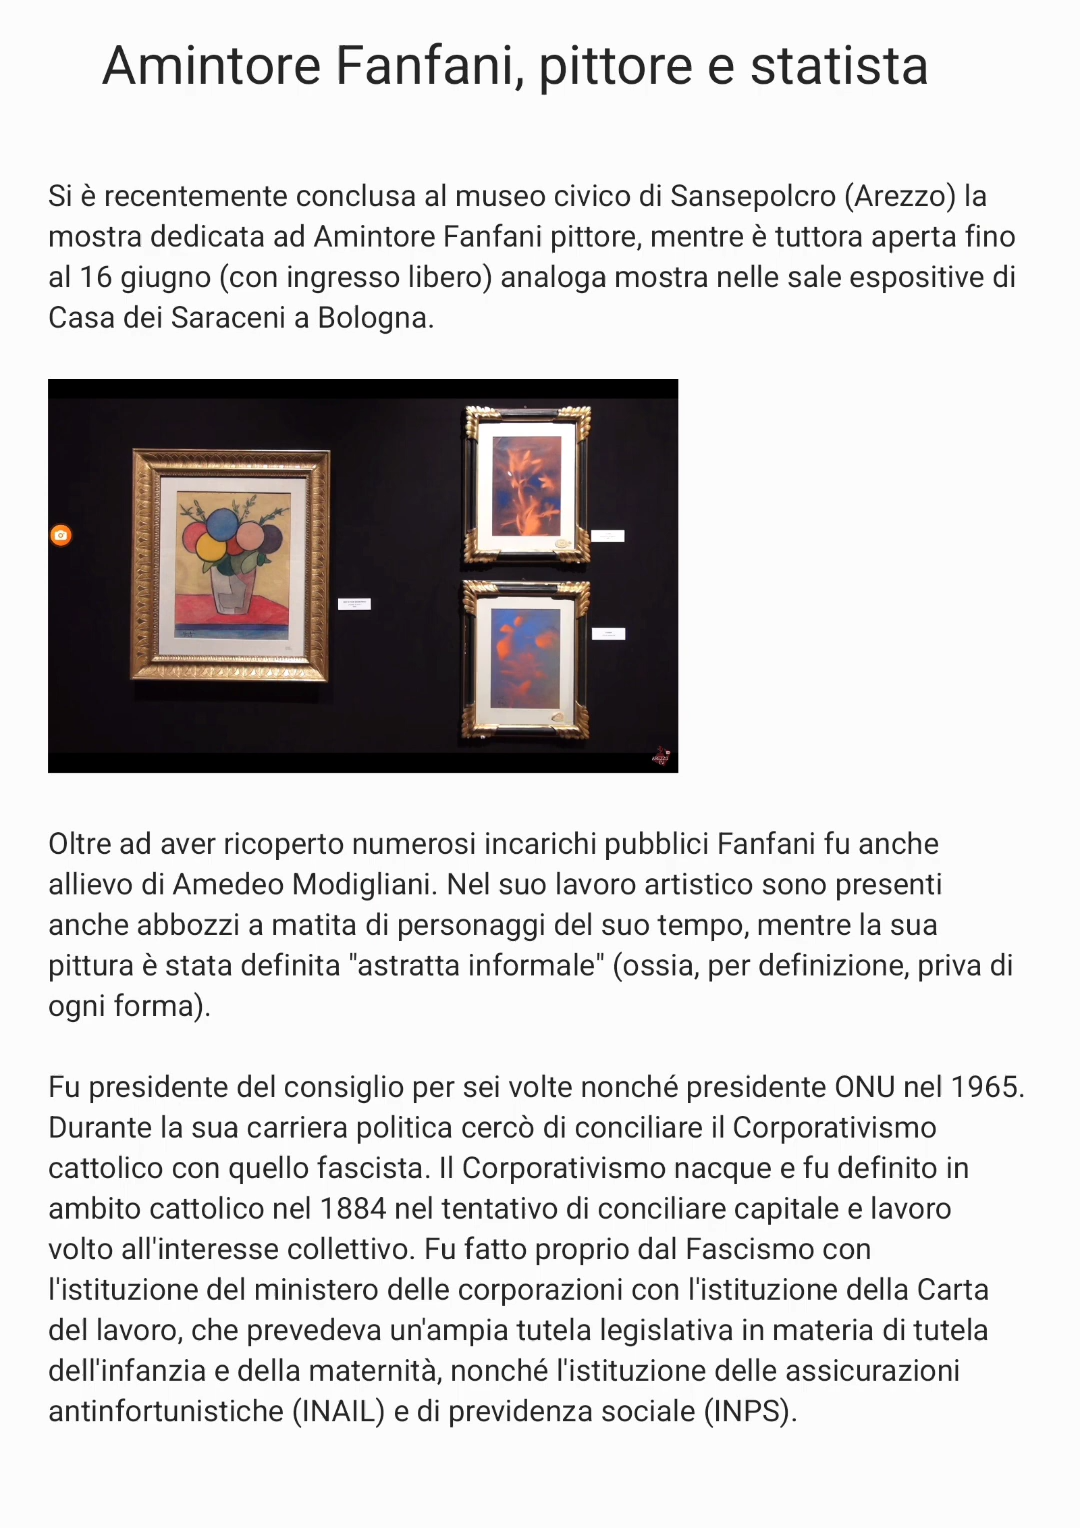 Amintore Fanfani, pittore e statista
Si è recentemente conclusa al museo civico di Sansepolcro (Arezzo) la
mostra dedicata ad Amintore Fanfani pittore, mentre è tuttora aperta fino
al 16 giugno (con ingresso libero) analoga mostra nelle sale espositive di
Casa dei Saraceni a Bologna.
Oltre ad aver ricoperto numerosi incarichi pubblici Fanfani fu anche
allievo di Amedeo Modigliani. Nel suo lavoro artistico sono presenti
anche abbozzi a matita di personaggi del suo tempo, mentre la sua
pittura è stata definita "astratta informale" (ossia, per definizione, priva di
ogni forma).
Fu presidente del consiglio per sei volte nonché presidente ONU nel 1965.
Durante la sua carriera politica cercò di conciliare il Corporativismo
cattolico con quello fascista. Il Corporativismo nacque e fu definito in
ambito cattolico nel 1884 nel tentativo di conciliare capitale e lavoro
volto all'interesse collettivo. Fu fatto proprio dal Fascismo con
l'istituzione del ministero delle corporazioni con l'istituzione della Carta
del lavoro, che prevedeva un'ampia tutela legislativa in materia di tutela
dell'infanzia e della maternità, nonché l'istituzione delle assicurazioni
antinfortunistiche (INAIL) e di previdenza sociale (INPS).